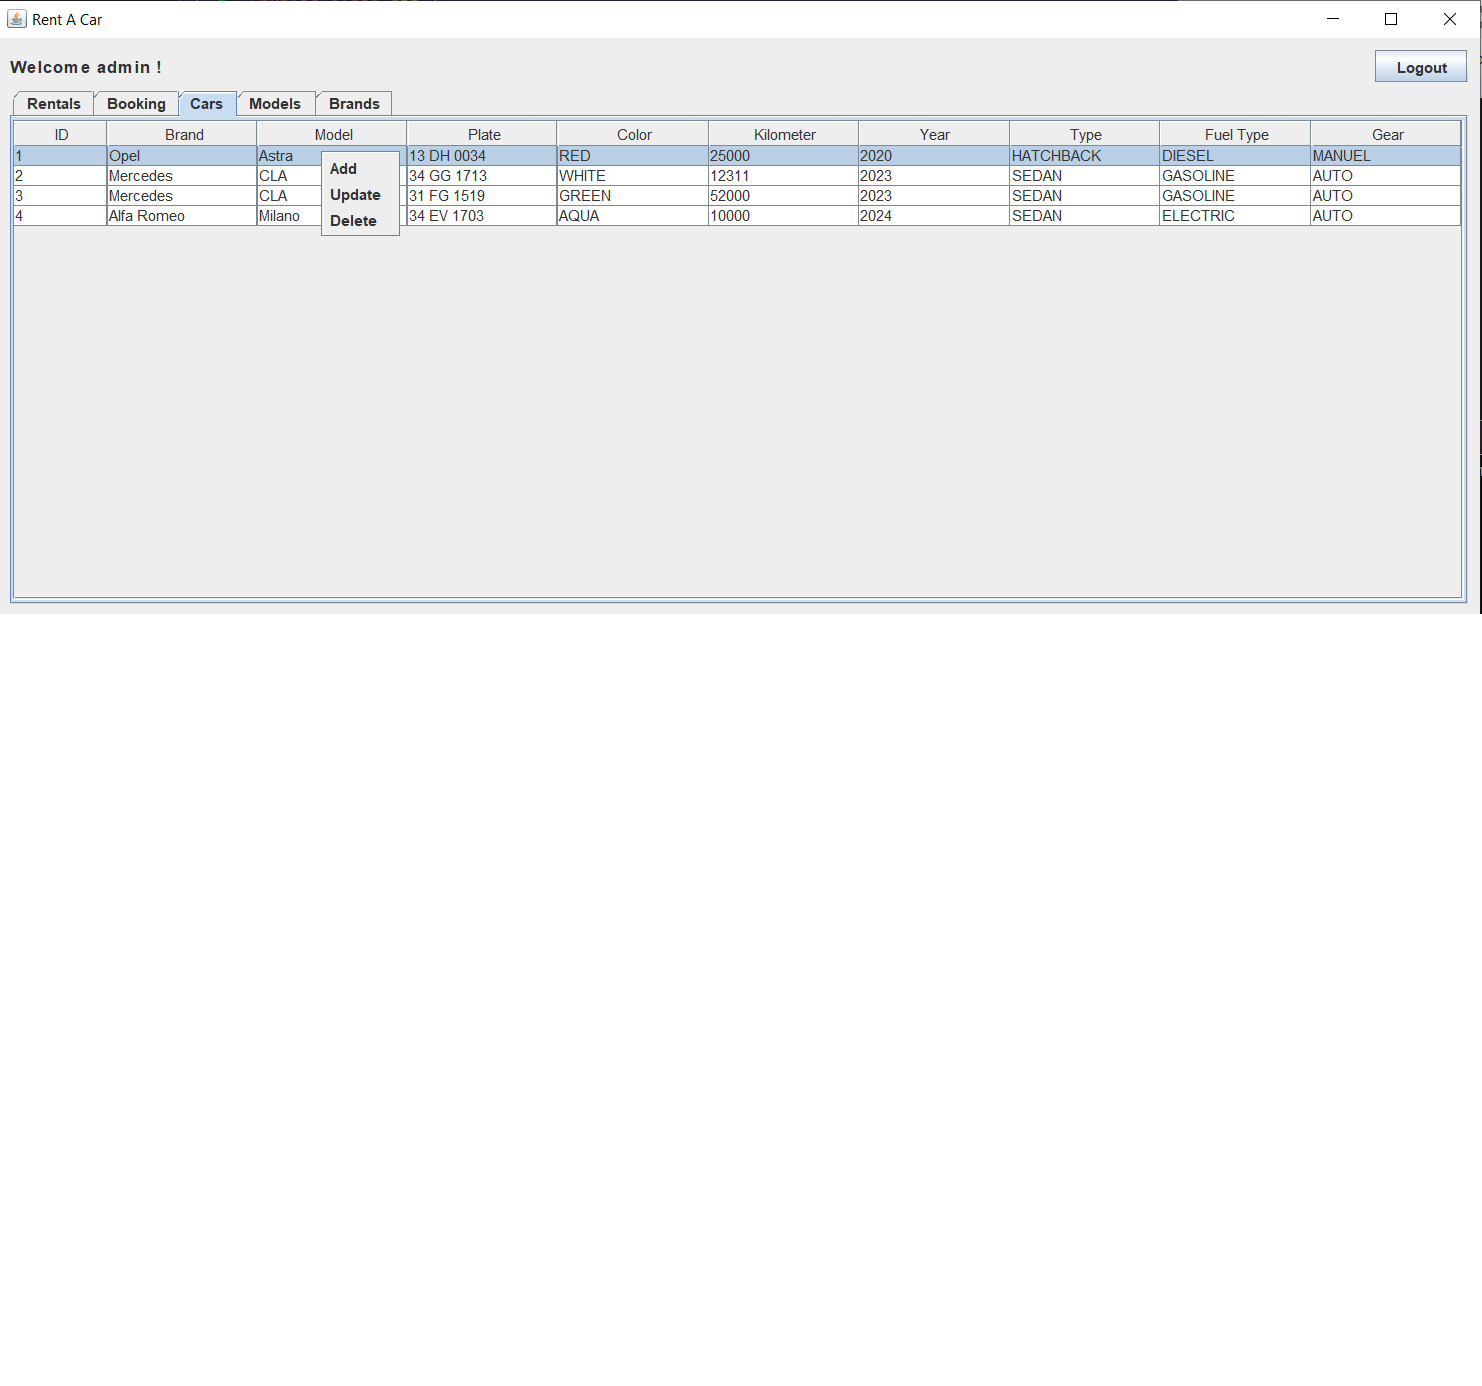 Rent A Car
Welcome admin !
Logout
Rentals Booking Cars Models Brands
ID Brand Model Plate Color Kilometer Year Type Fuel Type Gear
1 Opel Astra 13 DH 0034 RED 25000 2020 HATCHBACK DIESEL MANUEL
2 Mercedes CLA 34 GG 1713 WHITE 12311 2023 SEDAN GASOLINE AUTO
3 Mercedes CLA 31 FG 1519 GREEN 52000 2023 SEDAN GASOLINE AUTO
4 Alfa Romeo Milano 34 EV 1703 AQUA 10000 2024 SEDAN ELECTRIC AUTO
Add
Update
Delete